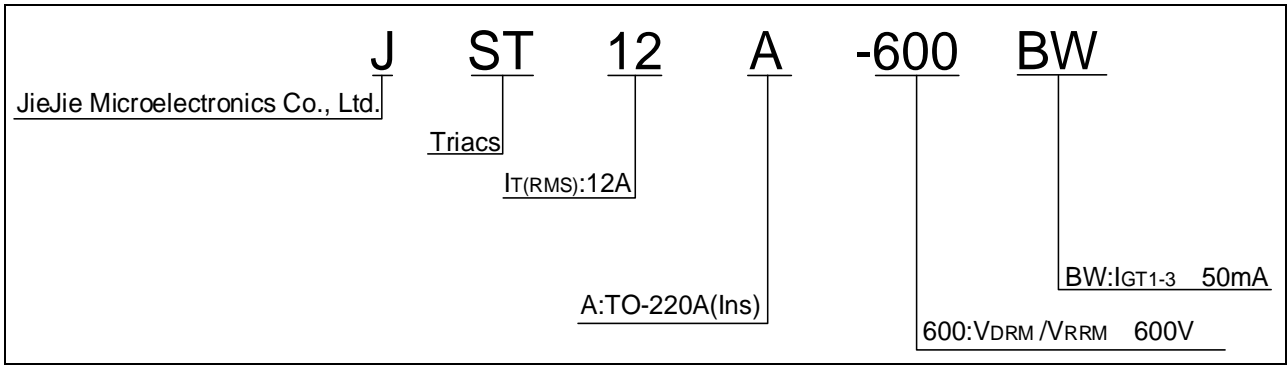 J ST 12 A -600 BW
JieJie Microelectronics Co., Ltd.
Triacs
IT(RMS):12A
BW:IGT1-3 50mA
A:TO-220A(Ins)
600:VDRM /VRRM 600V